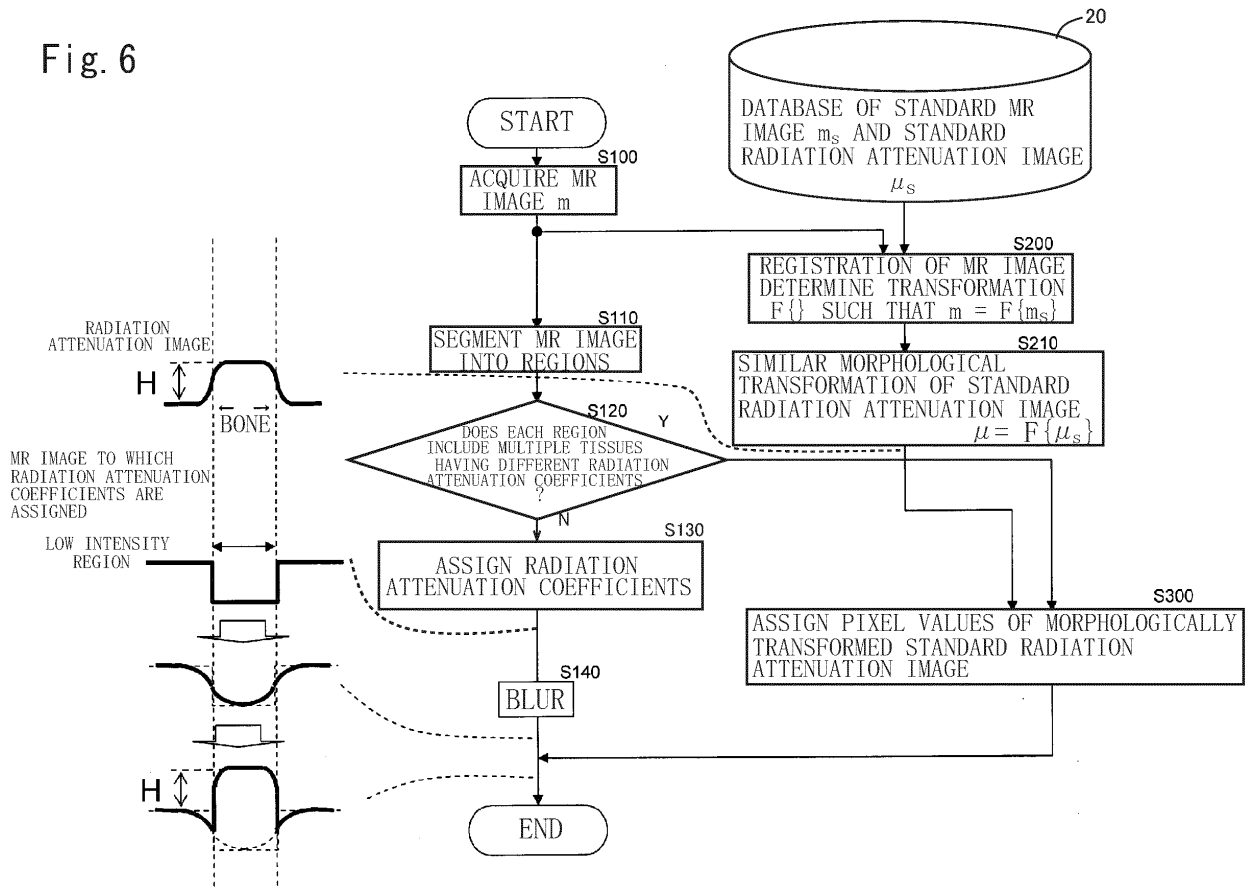 Fig. 6
20
DATABASE OF STANDARD MR
IMAGE mS AND STANDARD
RADIATION ATTENUATION IMAGE
μS
START
S100
ACQUIRE MR
IMAGE m
S200
REGISTRATION OF MR IMAGE
DETERMINE TRANSFORMATION
F{} SUCH THAT m = F{mS}
S110
SEGMENT MR IMAGE
INTO REGIONS
S210
SIMILAR MORPHOLOGICAL
TRANSFORMATION OF STANDARD
RADIATION ATTENUATION IMAGE
μ = F{μS}
RADIATION
ATTENUATION IMAGE
H
BONE
S120
Y
DOES EACH REGION
INCLUDE MULTIPLE TISSUES
HAVING DIFFERENT RADIATION
ATTENUATION COEFFICIENTS
?
N
MR IMAGE TO WHICH
RADIATION ATTENUATION
COEFFICIENTS ARE
ASSIGNED
LOW INTENSITY
REGION
S130
ASSIGN RADIATION
ATTENUATION COEFFICIENTS
S300
ASSIGN PIXEL VALUES OF MORPHOLOGICALLY
TRANSFORMED STANDARD RADIATION
ATTENUATION IMAGE
S140
BLUR
H
END